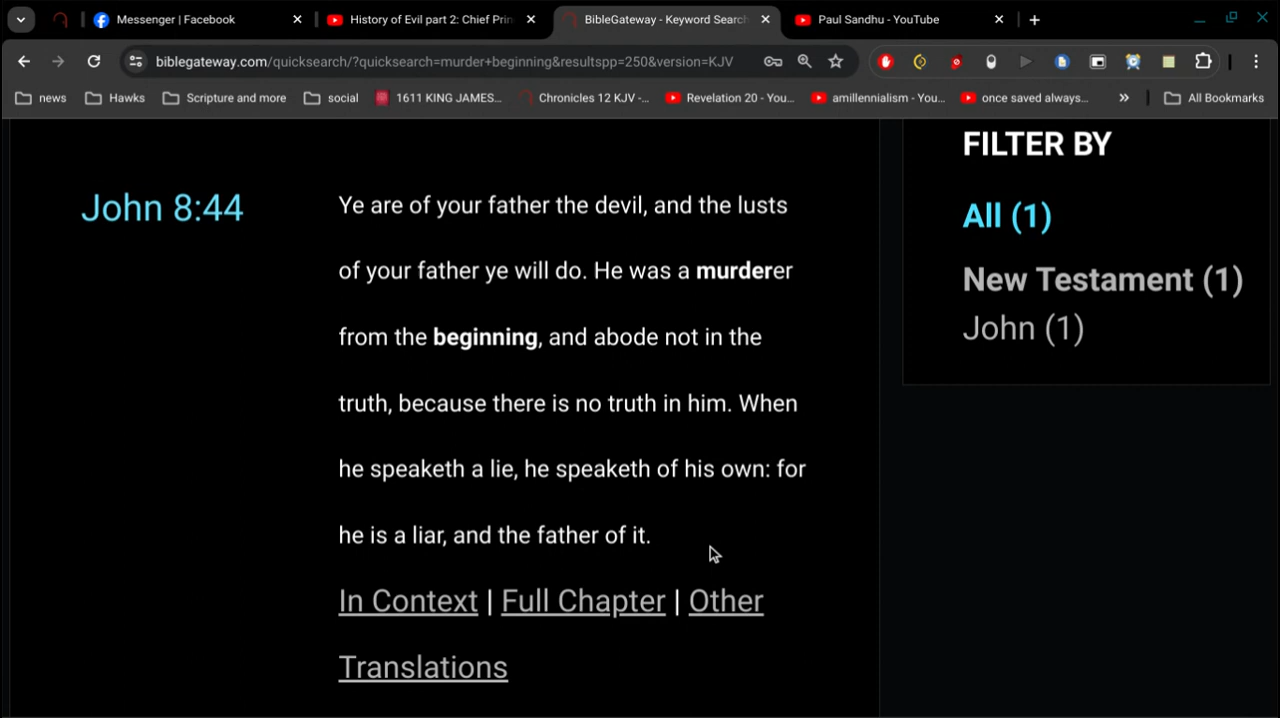 Messenger | Facebook
History of Evil part 2: Chief Prin
BibleGateway - Keyword Search
Paul Sandhu - YouTube
biblegateway.com/quicksearch/?quicksearch=murder+beginning&resultspp=250&version=KJV
news
Hawks
Scripture and more
social
1611 KING JAMES...
Chronicles 12 KJV -...
Revelation 20 - You...
amillennialism - You...
once saved always...
All Bookmarks
John 8:44
Ye are of your father the devil, and the lusts
of your father ye will do. He was a murderer
from the beginning, and abode not in the
truth, because there is no truth in him. When
he speaketh a lie, he speaketh of his own: for
he is a liar, and the father of it.
In Context | Full Chapter | Other
Translations
FILTER BY
All (1)
New Testament (1)
John (1)